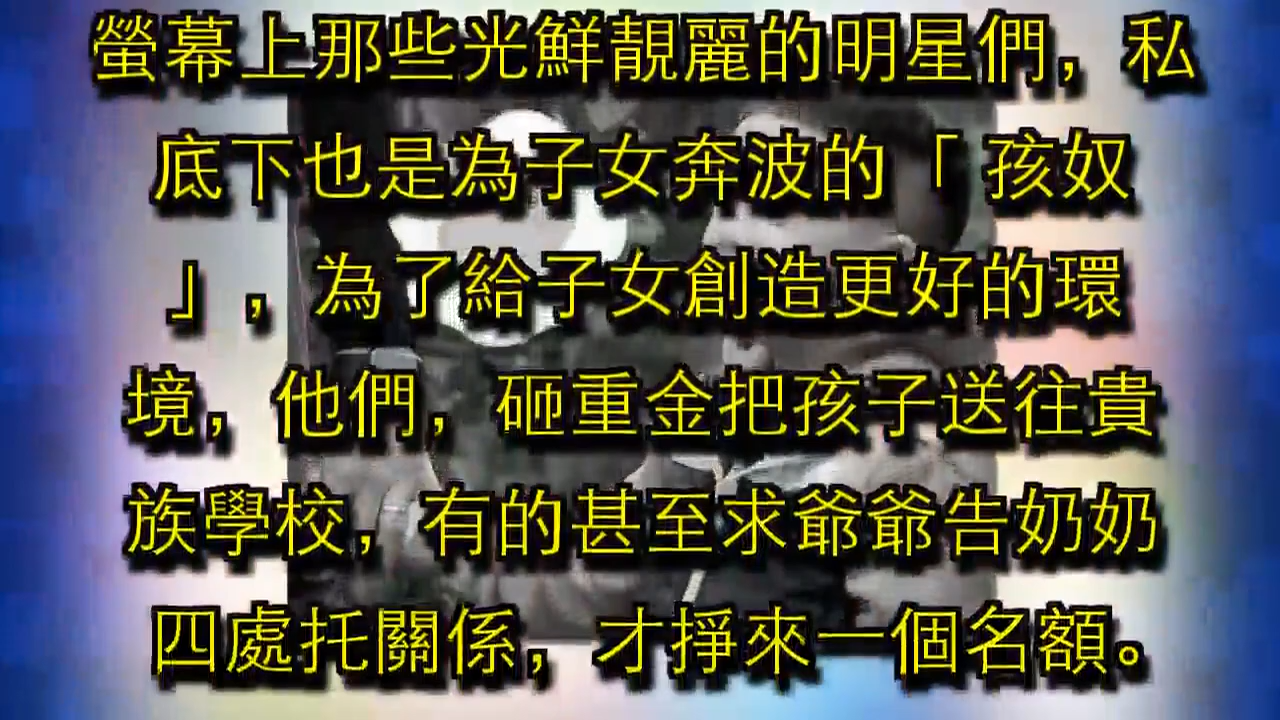 螢幕上那些光鮮靚麗的明星們，私
底下也是為子女奔波的「孩奴
」，為了給子女創造更好的環
境，他們，砸重金把孩子送往貴
族學校，有的甚至求爺爺告奶奶
四處托關係，才掙來一個名額。